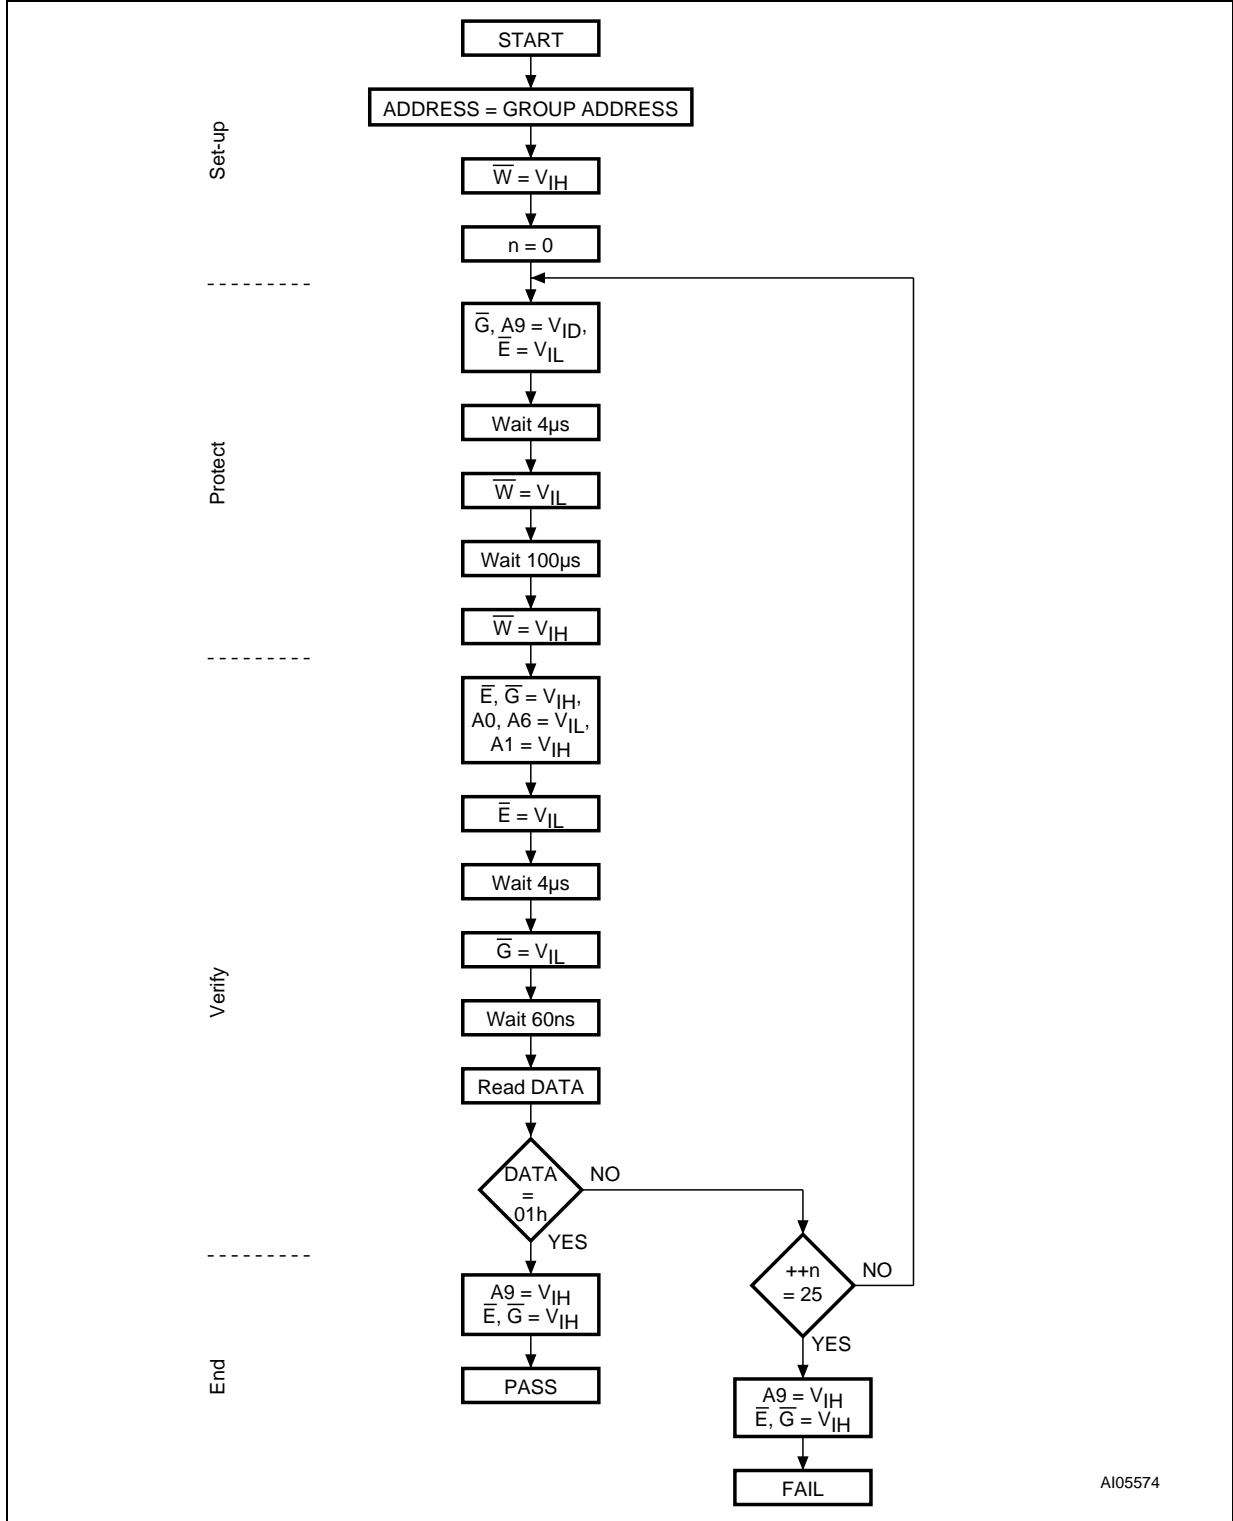 START
ADDRESS = GROUP ADDRESS
Set-up
W̅ = VIH
n = 0
G̅, A9 = VID,
E̅ = VIL
Wait 4µs
Protect
W̅ = VIL
Wait 100µs
W̅ = VIH
E̅, G̅ = VIH,
A0, A6 = VIL,
A1 = VIH
E̅ = VIL
Wait 4µs
G̅ = VIL
Verify
Wait 60ns
Read DATA
DATA
=
01h
NO
YES
++n
= 25
NO
YES
A9 = VIH
E̅, G̅ = VIH
End
PASS
A9 = VIH
E̅, G̅ = VIH
FAIL
AI05574